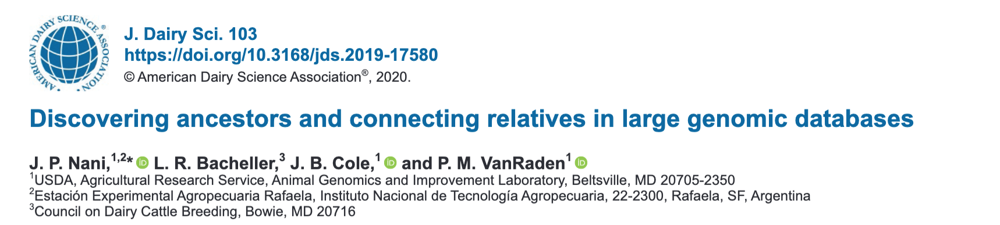 AMERICAN DAIRY SCIENCE ASSOCIATION®
J. Dairy Sci. 103
https://doi.org/10.3168/jds.2019-17580
© American Dairy Science Association®, 2020.
Discovering ancestors and connecting relatives in large genomic databases
J. P. Nani,1,2* iD L. R. Bacheller,3 J. B. Cole,1 iD and P. M. VanRaden1 iD
1USDA, Agricultural Research Service, Animal Genomics and Improvement Laboratory, Beltsville, MD 20705-2350
2Estación Experimental Agropecuaria Rafaela, Instituto Nacional de Tecnología Agropecuaria, 22-2300, Rafaela, SF, Argentina
3Council on Dairy Cattle Breeding, Bowie, MD 20716